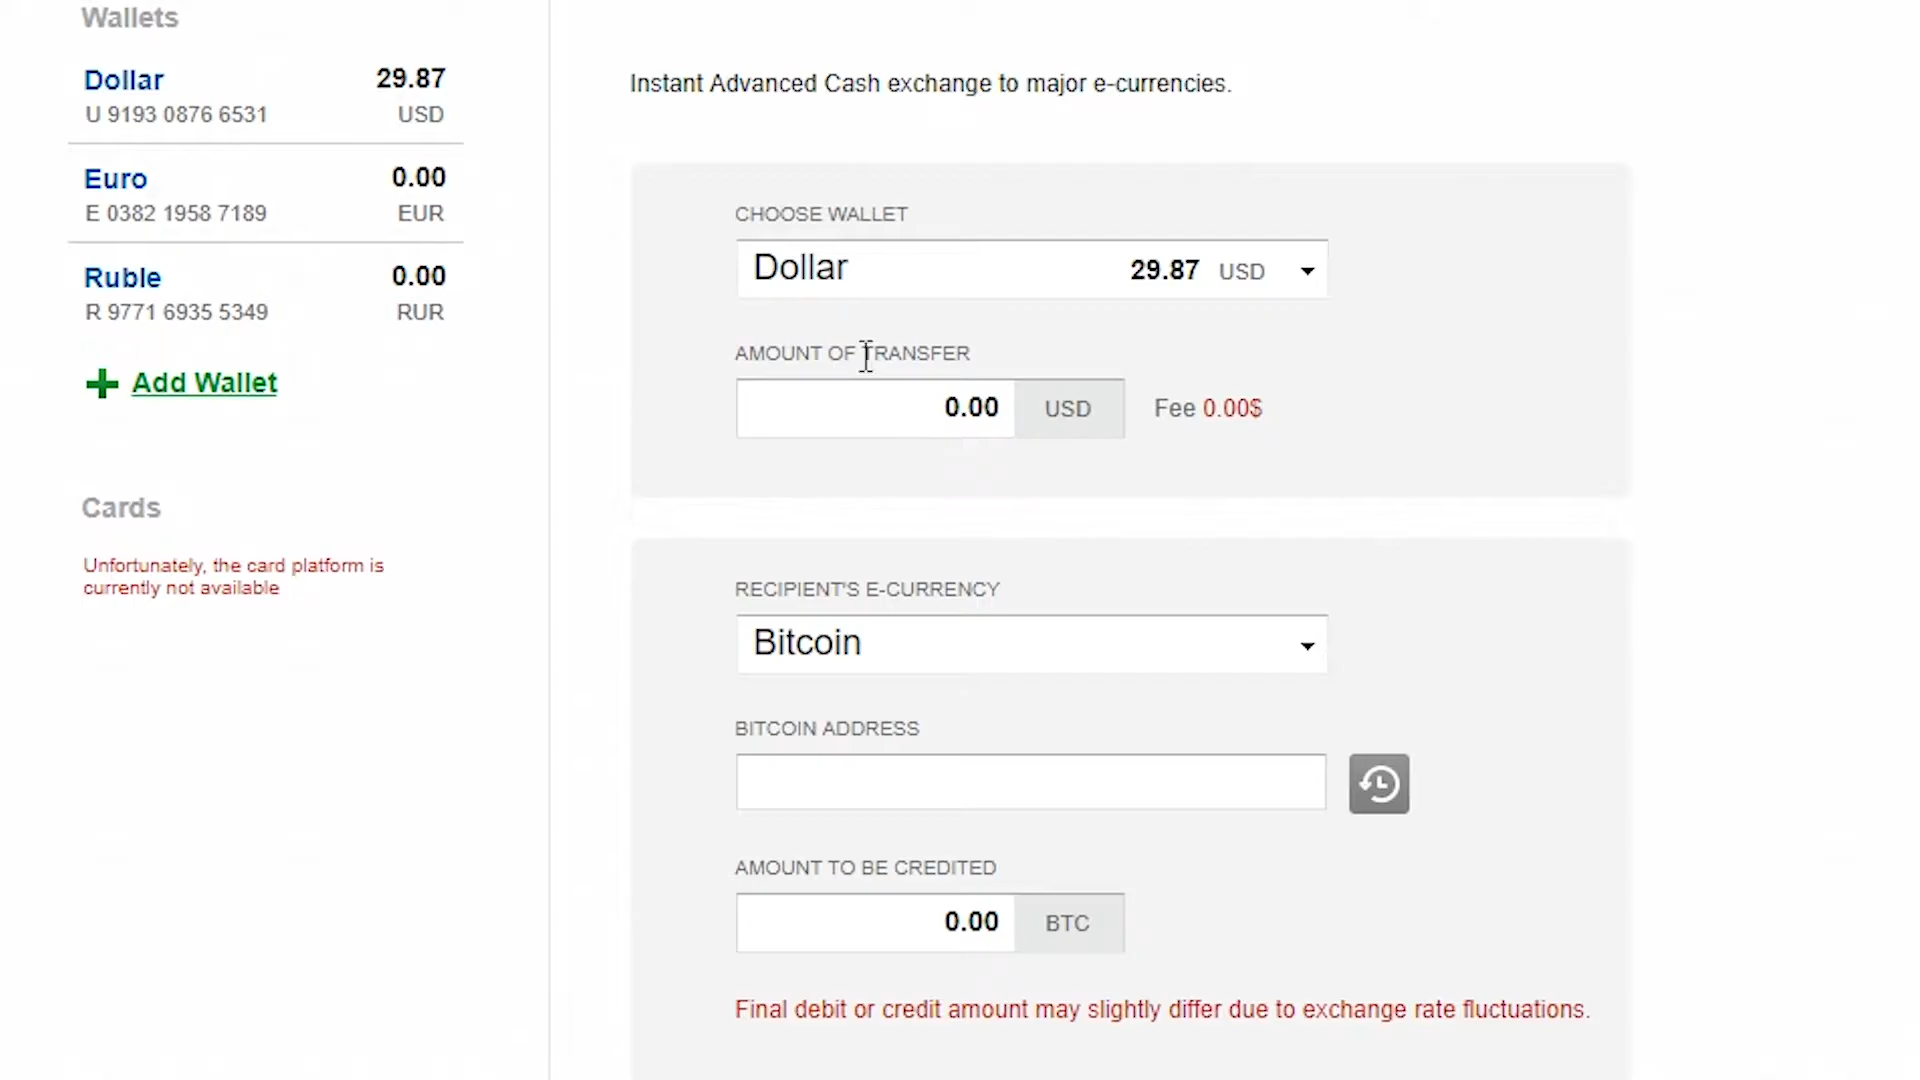 Wallets
Dollar 29.87
U 9193 0876 6531 USD
Euro 0.00
E 0382 1958 7189 EUR
Ruble 0.00
R 9771 6935 5349 RUR
Add Wallet
Cards
Unfortunately, the card platform is
currently not available
Instant Advanced Cash exchange to major e-currencies.
CHOOSE WALLET
Dollar 29.87 USD
AMOUNT OF TRANSFER
0.00 USD Fee 0.00$
RECIPIENT'S E-CURRENCY
Bitcoin
BITCOIN ADDRESS
AMOUNT TO BE CREDITED
0.00 BTC
Final debit or credit amount may slightly differ due to exchange rate fluctuations.